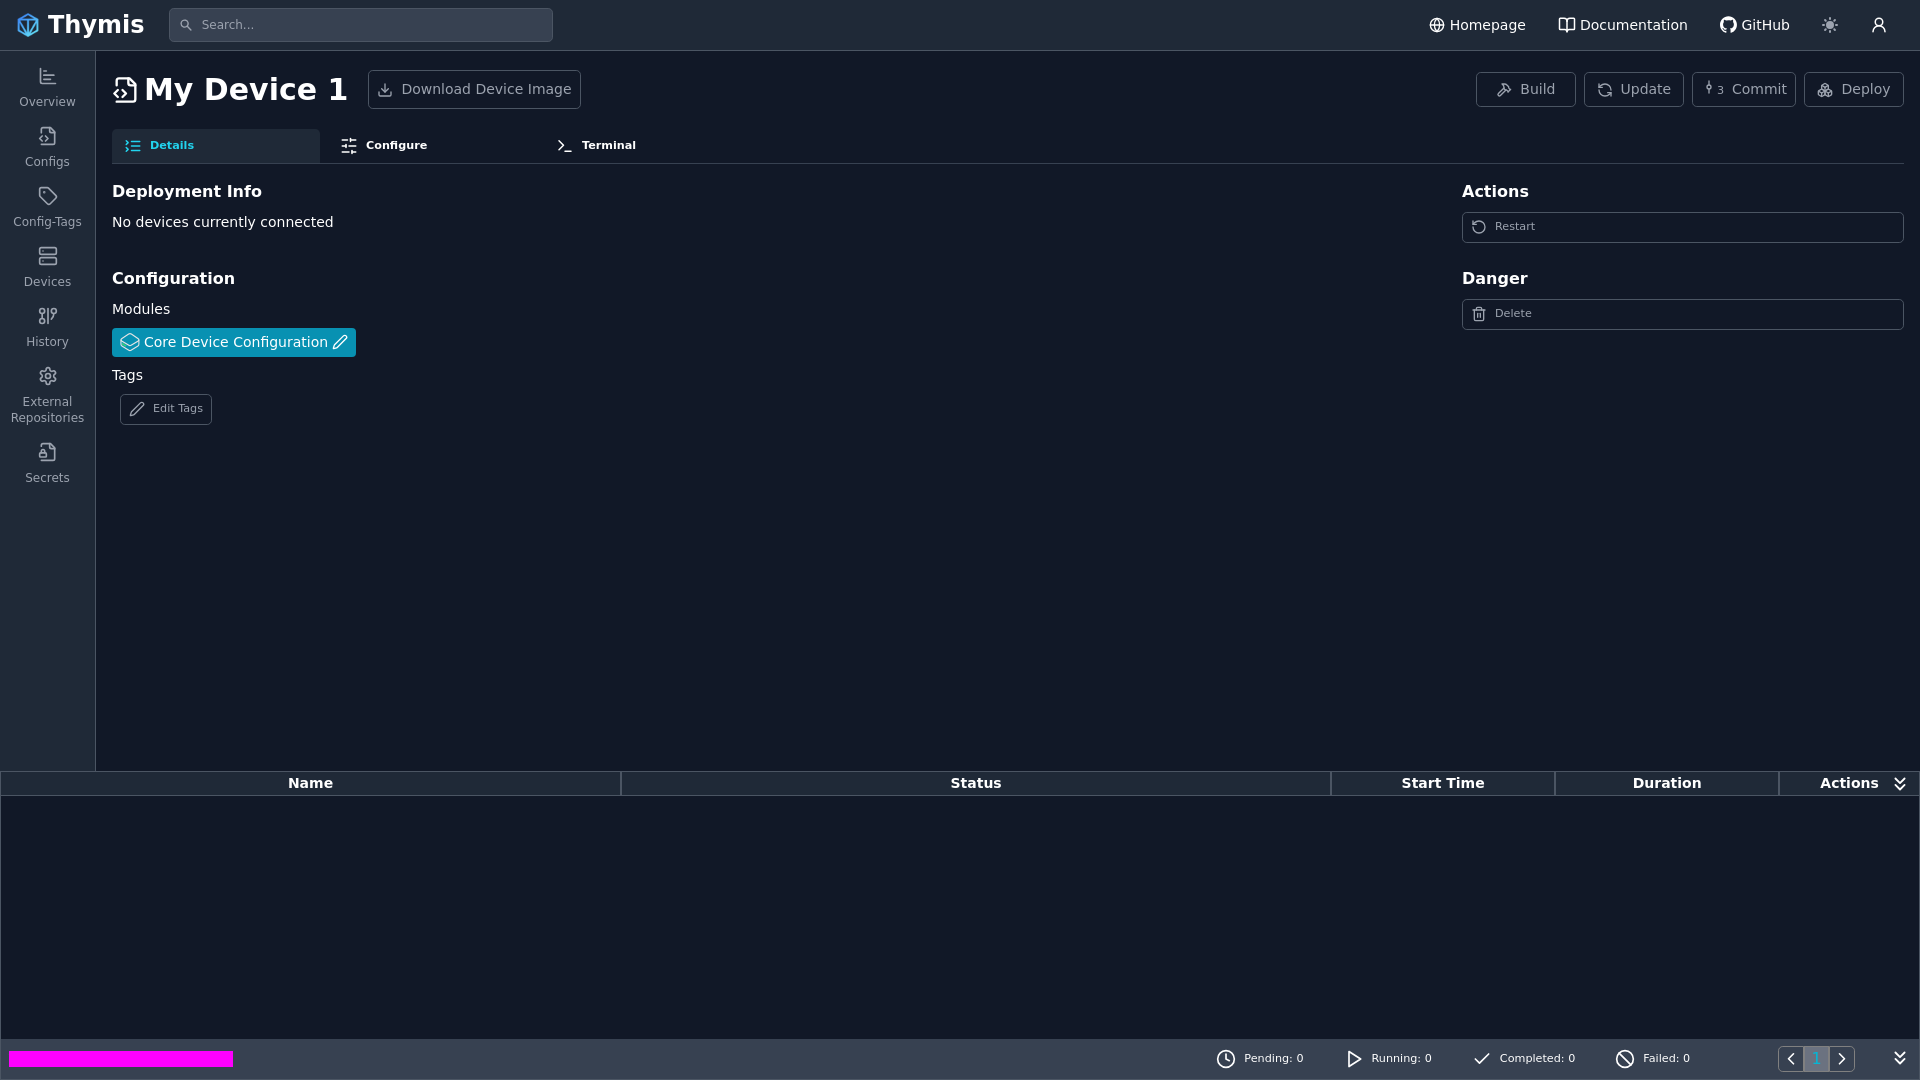 Thymis
Search...
Homepage
Documentation
GitHub
Overview
Configs
Config-Tags
Devices
History
External
Repositories
Secrets
My Device 1
Download Device Image
Build
Update
3 Commit
Deploy
Details
Configure
Terminal
Deployment Info
No devices currently connected
Configuration
Modules
Core Device Configuration
Tags
Edit Tags
Actions
Restart
Danger
Delete
Name
Status
Start Time
Duration
Actions
Pending: 0
Running: 0
Completed: 0
Failed: 0
1